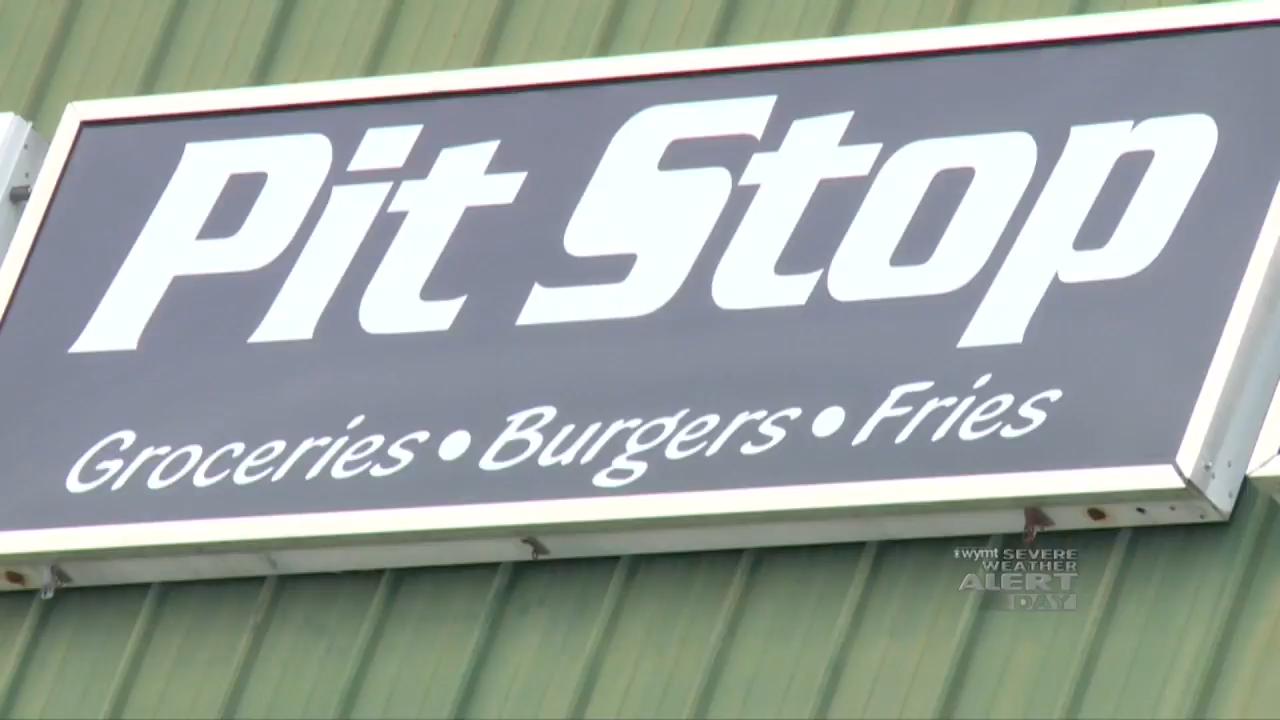 Pit Stop
Groceries • Burgers • Fries
wymt SEVERE
WEATHER
ALERT
DAY